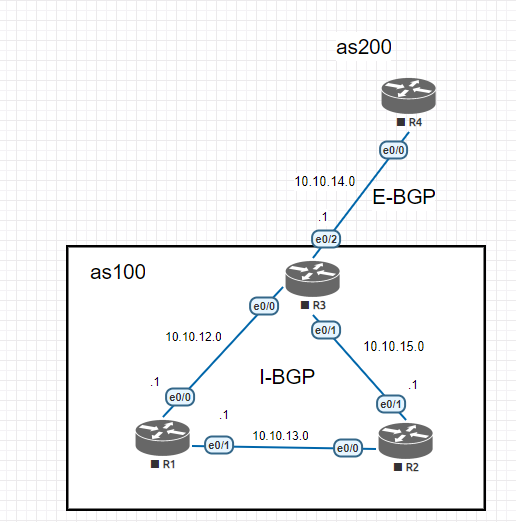 as200
R4
e0/0
10.10.14.0
E-BGP
.1
e0/2
as100
R3
e0/0
e0/1
10.10.12.0
10.10.15.0
I-BGP
.1
.1
e0/0
e0/1
.1
e0/1
10.10.13.0
e0/0
R1
R2